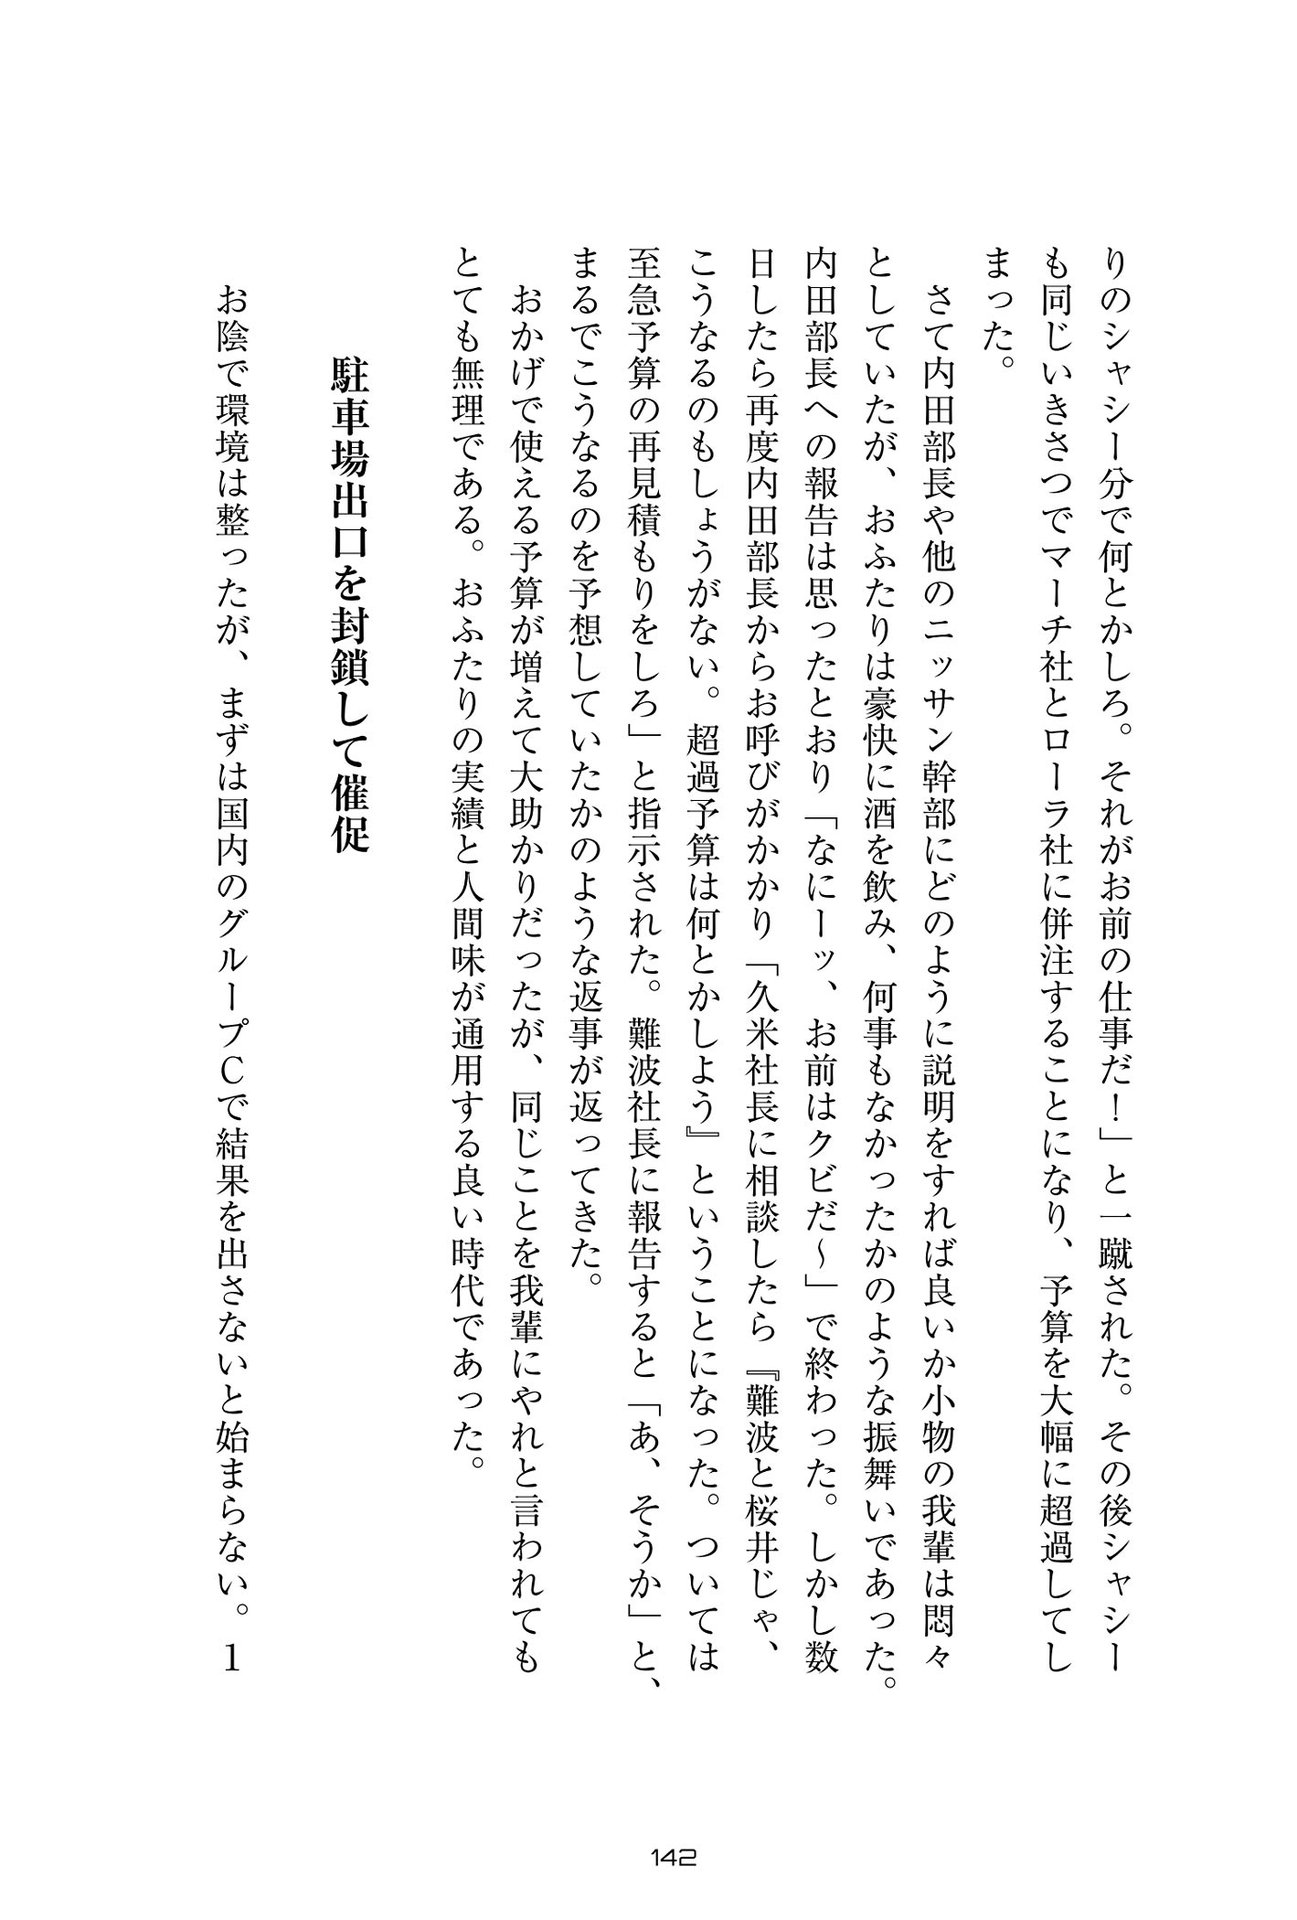 りのシャシー分で何とかしろ。それがお前の仕事だ！」と一蹴された。その後シャシー
も同じいきさつでマーチ社とローラ社に併注することになり、予算を大幅に超過してし
まった。
さて内田部長や他のニッサン幹部にどのように説明をすれば良いか小物の我輩は悶々
としていたが、おふたりは豪快に酒を飲み、何事もなかったかのような振舞いであった。
内田部長への報告は思ったとおり「なにーッ、お前はクビだ～」で終わった。しかし数
日したら再度内田部長からお呼びがかかり「久米社長に相談したら『難波と桜井じゃ、
こうなるのもしょうがない。超過予算は何とかしよう』ということになった。ついては
至急予算の再見積もりをしろ」と指示された。難波社長に報告すると「あ、そうか」と、
まるでこうなるのを予想していたかのような返事が返ってきた。
おかげで使える予算が増えて大助かりだったが、同じことを我輩にやれと言われても
とても無理である。おふたりの実績と人間味が通用する良い時代であった。
駐車場出口を封鎖して催促
お陰で環境は整ったが、まずは国内のグループCで結果を出さないと始まらない。1
142